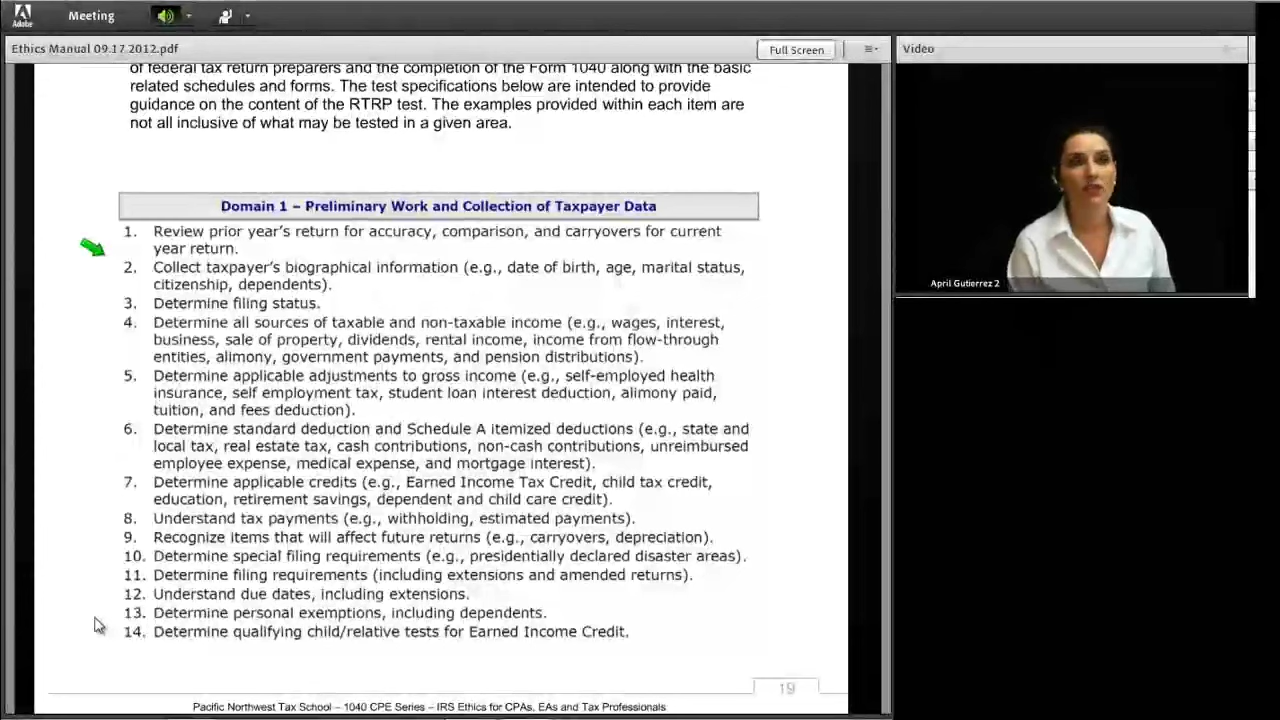 Adobe
Meeting
Ethics Manual 09.17 2012.pdf
Full Screen
Video
of federal tax return preparers and the completion of the Form 1040 along with the basic
related schedules and forms. The test specifications below are intended to provide
guidance on the content of the RTRP test. The examples provided within each item are
not all inclusive of what may be tested in a given area.
Domain 1 – Preliminary Work and Collection of Taxpayer Data
1. Review prior year's return for accuracy, comparison, and carryovers for current
year return.
2. Collect taxpayer's biographical information (e.g., date of birth, age, marital status,
citizenship, dependents).
3. Determine filing status.
4. Determine all sources of taxable and non-taxable income (e.g., wages, interest,
business, sale of property, dividends, rental income, income from flow-through
entities, alimony, government payments, and pension distributions).
5. Determine applicable adjustments to gross income (e.g., self-employed health
insurance, self employment tax, student loan interest deduction, alimony paid,
tuition, and fees deduction).
6. Determine standard deduction and Schedule A itemized deductions (e.g., state and
local tax, real estate tax, cash contributions, non-cash contributions, unreimbursed
employee expense, medical expense, and mortgage interest).
7. Determine applicable credits (e.g., Earned Income Tax Credit, child tax credit,
education, retirement savings, dependent and child care credit).
8. Understand tax payments (e.g., withholding, estimated payments).
9. Recognize items that will affect future returns (e.g., carryovers, depreciation).
10. Determine special filing requirements (e.g., presidentially declared disaster areas).
11. Determine filing requirements (including extensions and amended returns).
12. Understand due dates, including extensions.
13. Determine personal exemptions, including dependents.
14. Determine qualifying child/relative tests for Earned Income Credit.
19
Pacific Northwest Tax School – 1040 CPE Series – IRS Ethics for CPAs, EAs and Tax Professionals
April Gutierrez 2